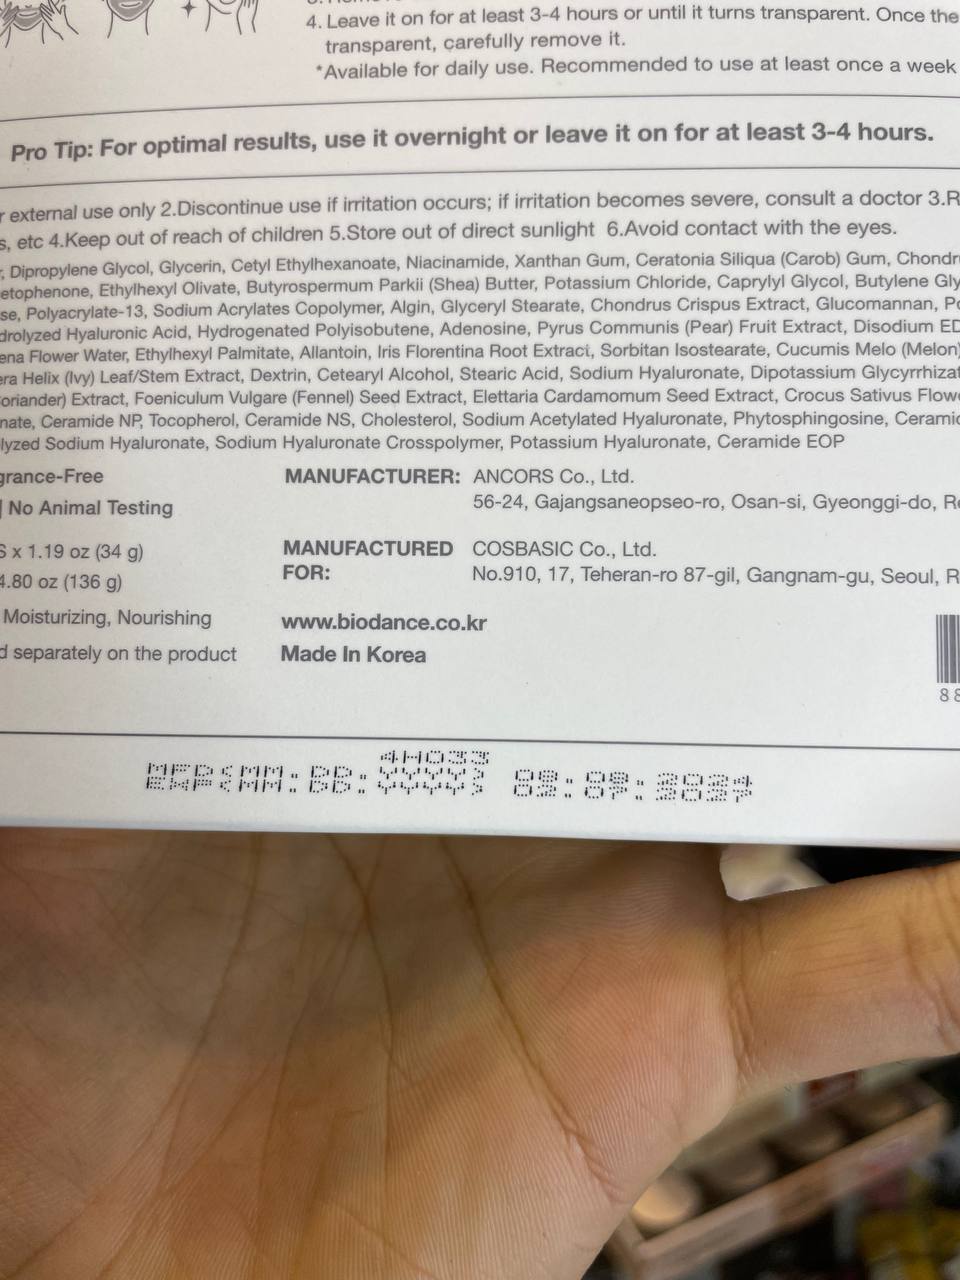 4. Leave it on for at least 3-4 hours or until it turns transparent. Once the
transparent, carefully remove it.
*Available for daily use. Recommended to use at least once a week
Pro Tip: For optimal results, use it overnight or leave it on for at least 3-4 hours.
r external use only 2.Discontinue use if irritation occurs; if irritation becomes severe, consult a doctor 3.R
s, etc 4.Keep out of reach of children 5.Store out of direct sunlight 6.Avoid contact with the eyes.
, Dipropylene Glycol, Glycerin, Cetyl Ethylhexanoate, Niacinamide, Xanthan Gum, Ceratonia Siliqua (Carob) Gum, Chondr
etophenone, Ethylhexyl Olivate, Butyrospermum Parkii (Shea) Butter, Potassium Chloride, Caprylyl Glycol, Butylene Gly
se, Polyacrylate-13, Sodium Acrylates Copolymer, Algin, Glyceryl Stearate, Chondrus Crispus Extract, Glucomannan, Po
drolyzed Hyaluronic Acid, Hydrogenated Polyisobutene, Adenosine, Pyrus Communis (Pear) Fruit Extract, Disodium ED
ena Flower Water, Ethylhexyl Palmitate, Allantoin, Iris Florentina Root Extract, Sorbitan Isostearate, Cucumis Melo (Melon)
era Helix (Ivy) Leaf/Stem Extract, Dextrin, Cetearyl Alcohol, Stearic Acid, Sodium Hyaluronate, Dipotassium Glycyrrhizat
oriander) Extract, Foeniculum Vulgare (Fennel) Seed Extract, Elettaria Cardamomum Seed Extract, Crocus Sativus Flow
nate, Ceramide NP, Tocopherol, Ceramide NS, Cholesterol, Sodium Acetylated Hyaluronate, Phytosphingosine, Ceramic
lyzed Sodium Hyaluronate, Sodium Hyaluronate Crosspolymer, Potassium Hyaluronate, Ceramide EOP
grance-Free
| No Animal Testing
S x 1.19 oz (34 g)
4.80 oz (136 g)
Moisturizing, Nourishing
d separately on the product
MANUFACTURER: ANCORS Co., Ltd.
56-24, Gajangsaneopseo-ro, Osan-si, Gyeonggi-do, Re
MANUFACTURED FOR: COSBASIC Co., Ltd.
No.910, 17, Teheran-ro 87-gil, Gangnam-gu, Seoul, R
www.biodance.co.kr
Made In Korea
8 8
4H033
MFD<MM. DD. YYYY> 
EXP<MM. DD. YYYY>